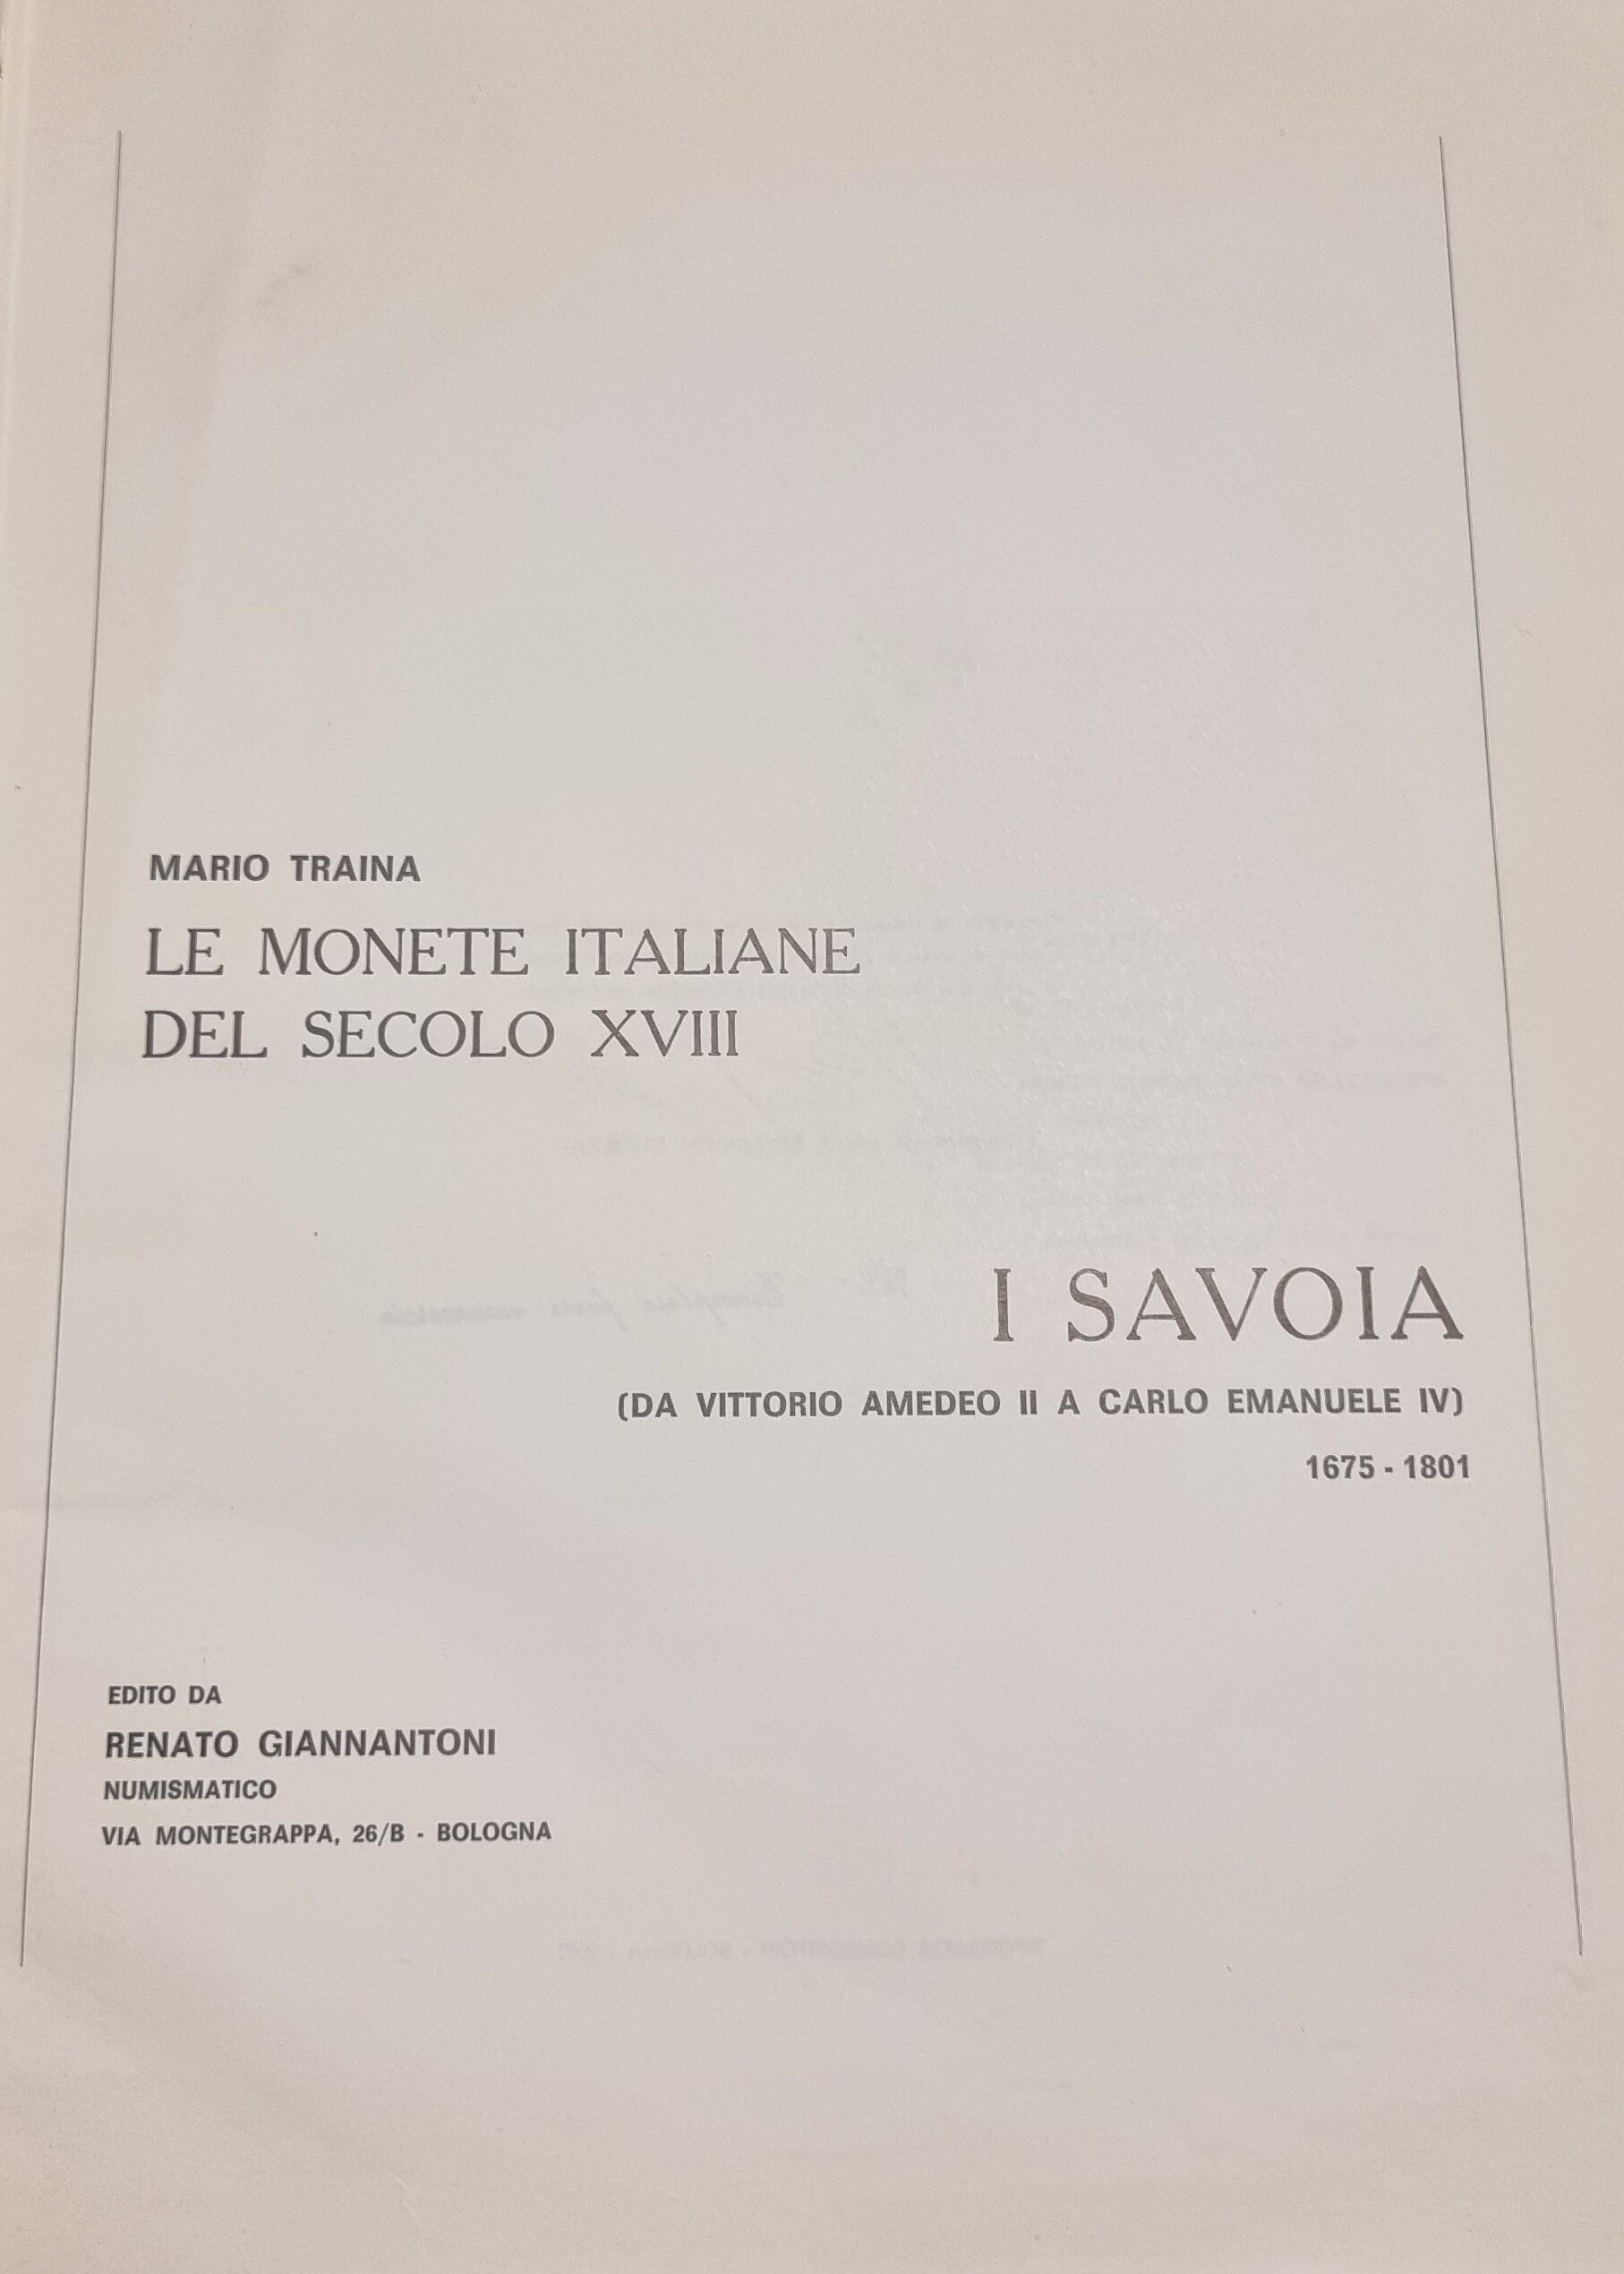 MARIO TRAINA
LE MONETE ITALIANE
DEL SECOLO XVIII
I SAVOIA
(DA VITTORIO AMEDEO II A CARLO EMANUELE IV)
1675 - 1801
EDITO DA
RENATO GIANNANTONI
NUMISMATICO
VIA MONTEGRAPPA, 26/B - BOLOGNA